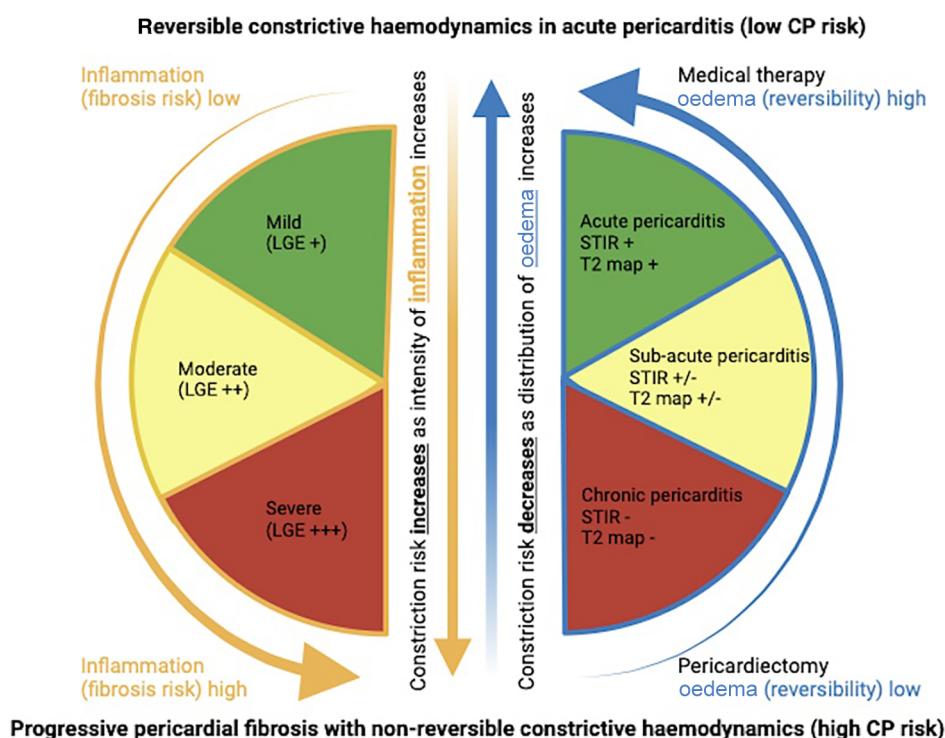 Reversible constrictive haemodynamics in acute pericarditis (low CP risk)
Inflammation
(fibrosis risk) low
Mild
(LGE +)
Moderate
(LGE ++)
Severe
(LGE +++)
Inflammation
(fibrosis risk) high
Constriction risk increases as intensity of inflammation increases
Constriction risk decreases as distribution of oedema increases
Medical therapy
oedema (reversibility) high
Acute pericarditis
STIR +
T2 map +
Sub-acute pericarditis
STIR +/-
T2 map +/-
Chronic pericarditis
STIR -
T2 map -
Pericardiectomy
oedema (reversibility) low
Progressive pericardial fibrosis with non-reversible constrictive haemodynamics (high CP risk)